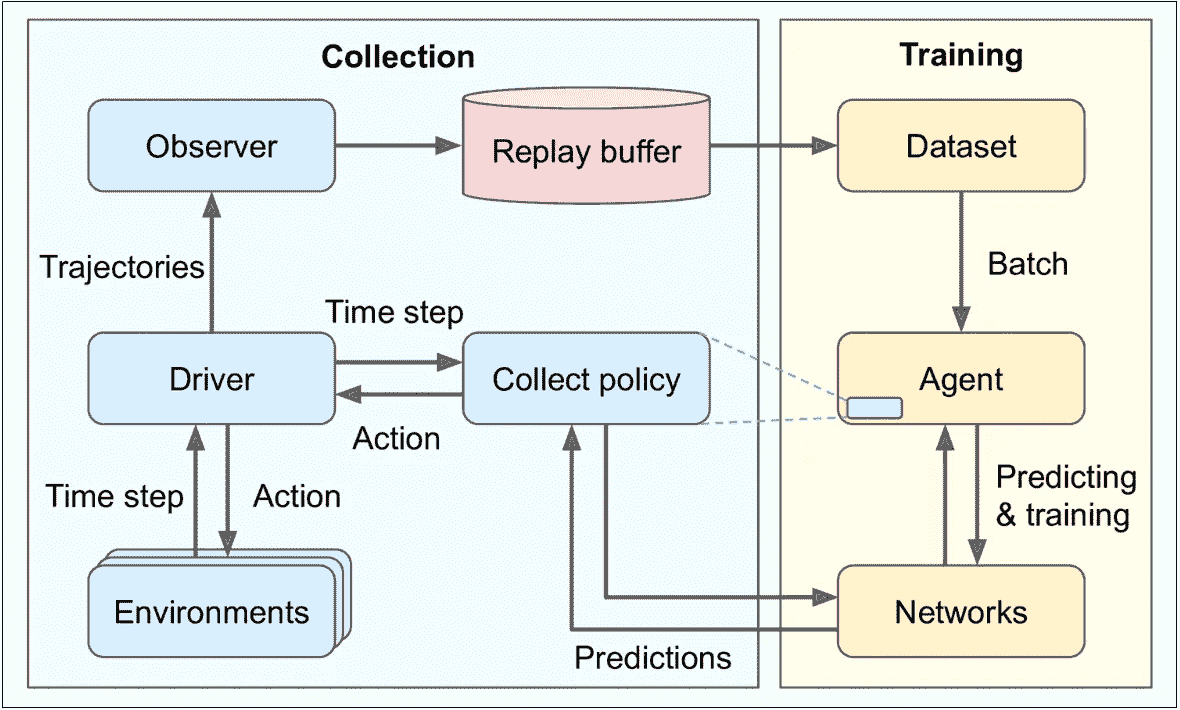 Collection
Training
Observer
Replay buffer
Dataset
Trajectories
Batch
Time step
Driver
Collect policy
Agent
Action
Time step
Action
Predicting
& training
Environments
Networks
Predictions